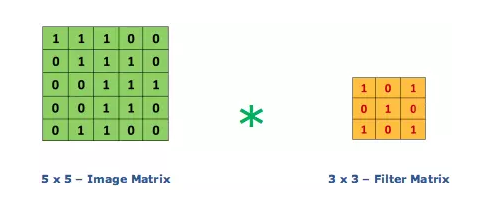 1 1 1 0 0
0 1 1 1 0
0 0 1 1 1
0 0 1 1 0
0 1 1 0 0
*
1 0 1
0 1 0
1 0 1
5 x 5 – Image Matrix
3 x 3 – Filter Matrix